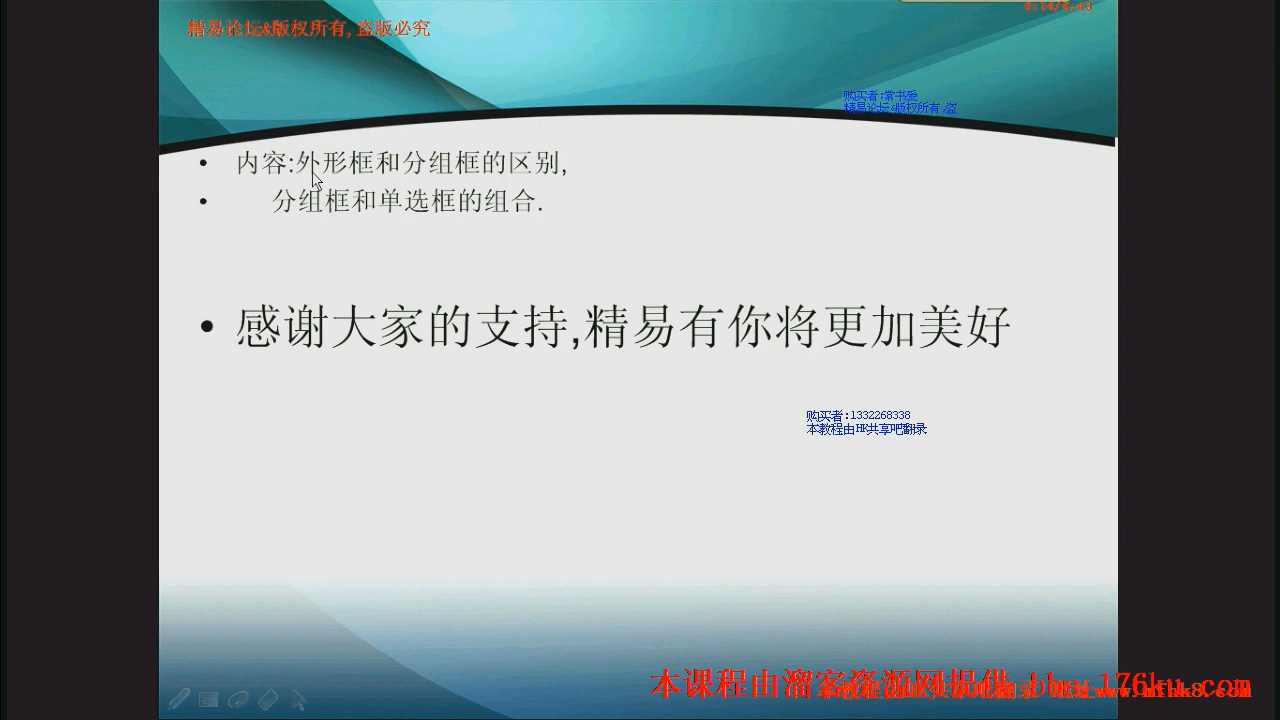 精易论坛&版权所有,盗版必究
购买者:常书爱
精易论坛&版权所有,盗
• 内容:外形框和分组框的区别,
• 分组框和单选框的组合.
• 感谢大家的支持,精易有你将更加美好
购买者:1332268338
本教程由HK共享吧翻录
本课程由溜客资源网提供 bbs.176ku.com